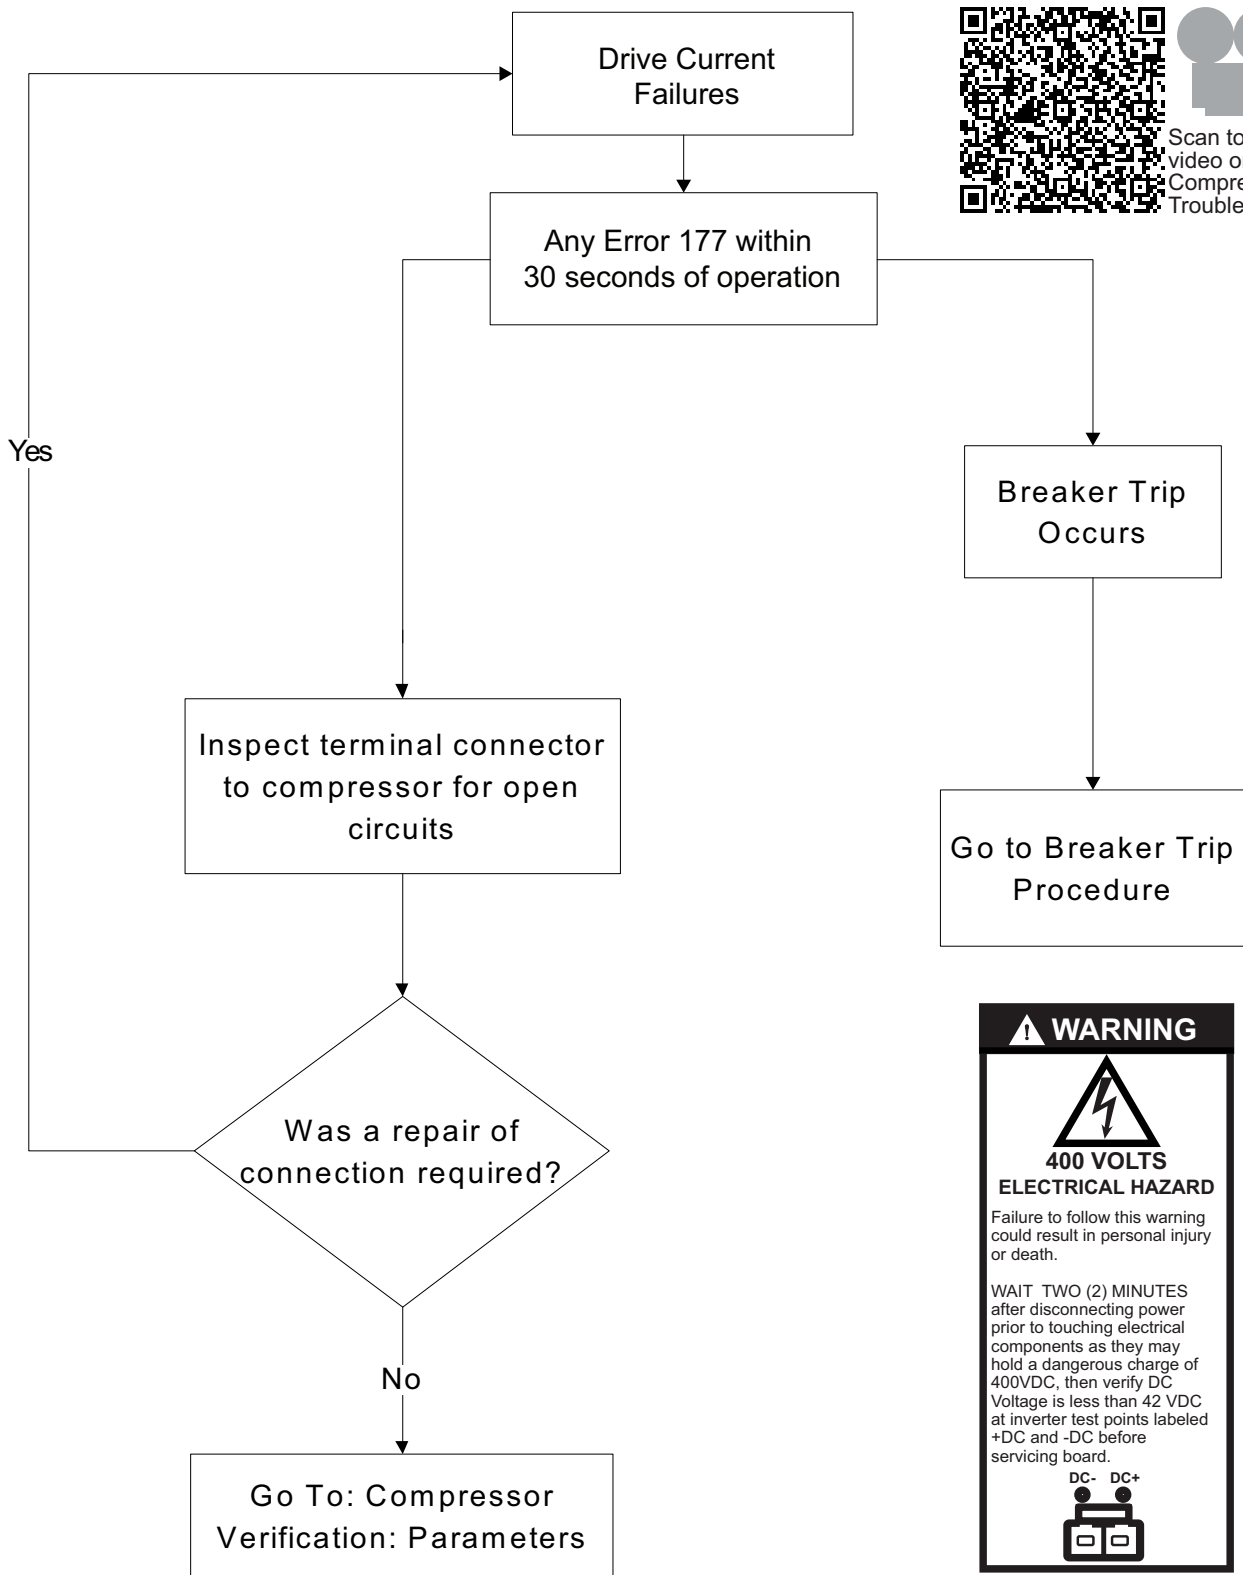 Drive Current
Failures
Scan to
video
Any Error 177 within
30 seconds of operation
Yes
Breaker Trip
Occurs
Inspect terminal connector
to compressor for open
circuits
Go to Breaker Trip
Procedure
WARNING
400 VOLTS
ELECTRICAL HAZARD
Failure to follow this warning
could result in personal injury
or death.
WAIT TWO (2) MINUTES
after disconnecting power
prior to touching electrical
components as they may
hold a dangerous charge of
400VDC, then verify DC
Voltage is less than 42 VDC
at inverter test points labeled
+DC and -DC before
servicing board.
DC- DC+
Was a repair of
connection required?
No
Go To: Compressor
Verification: Parameters